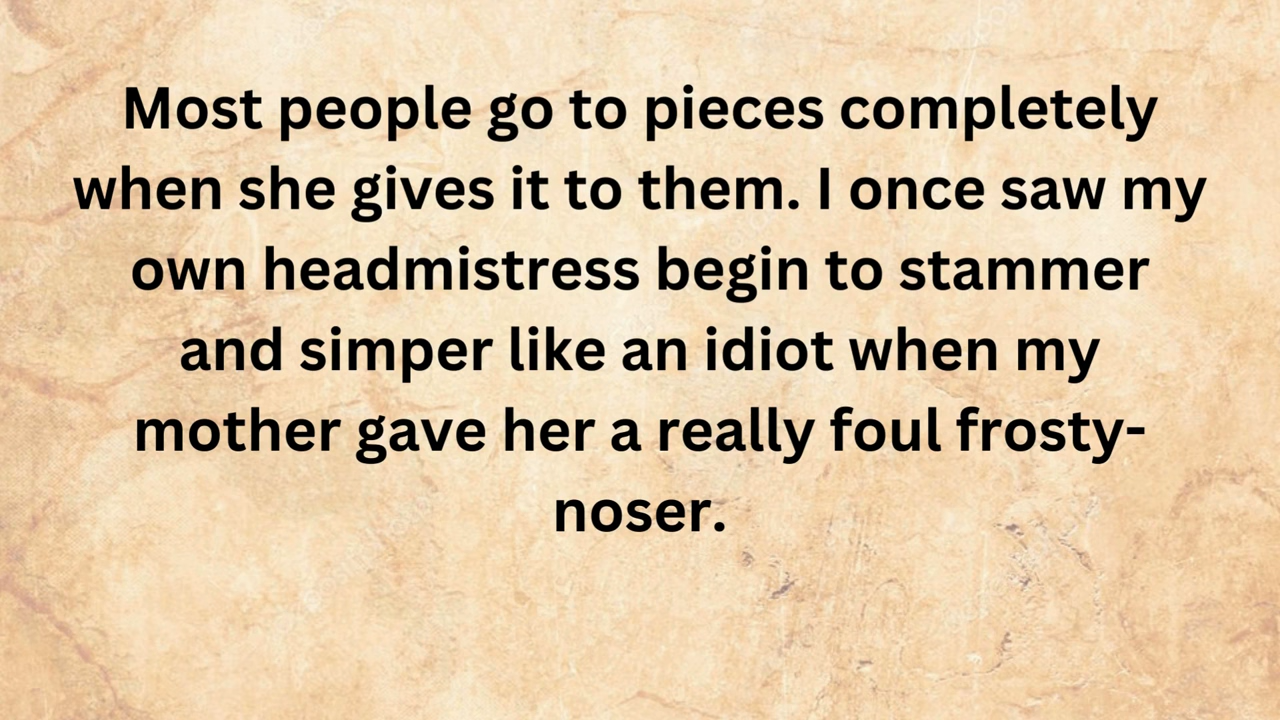 Most people go to pieces completely
when she gives it to them. I once saw my
own headmistress begin to stammer
and simper like an idiot when my
mother gave her a really foul frosty-
noser.